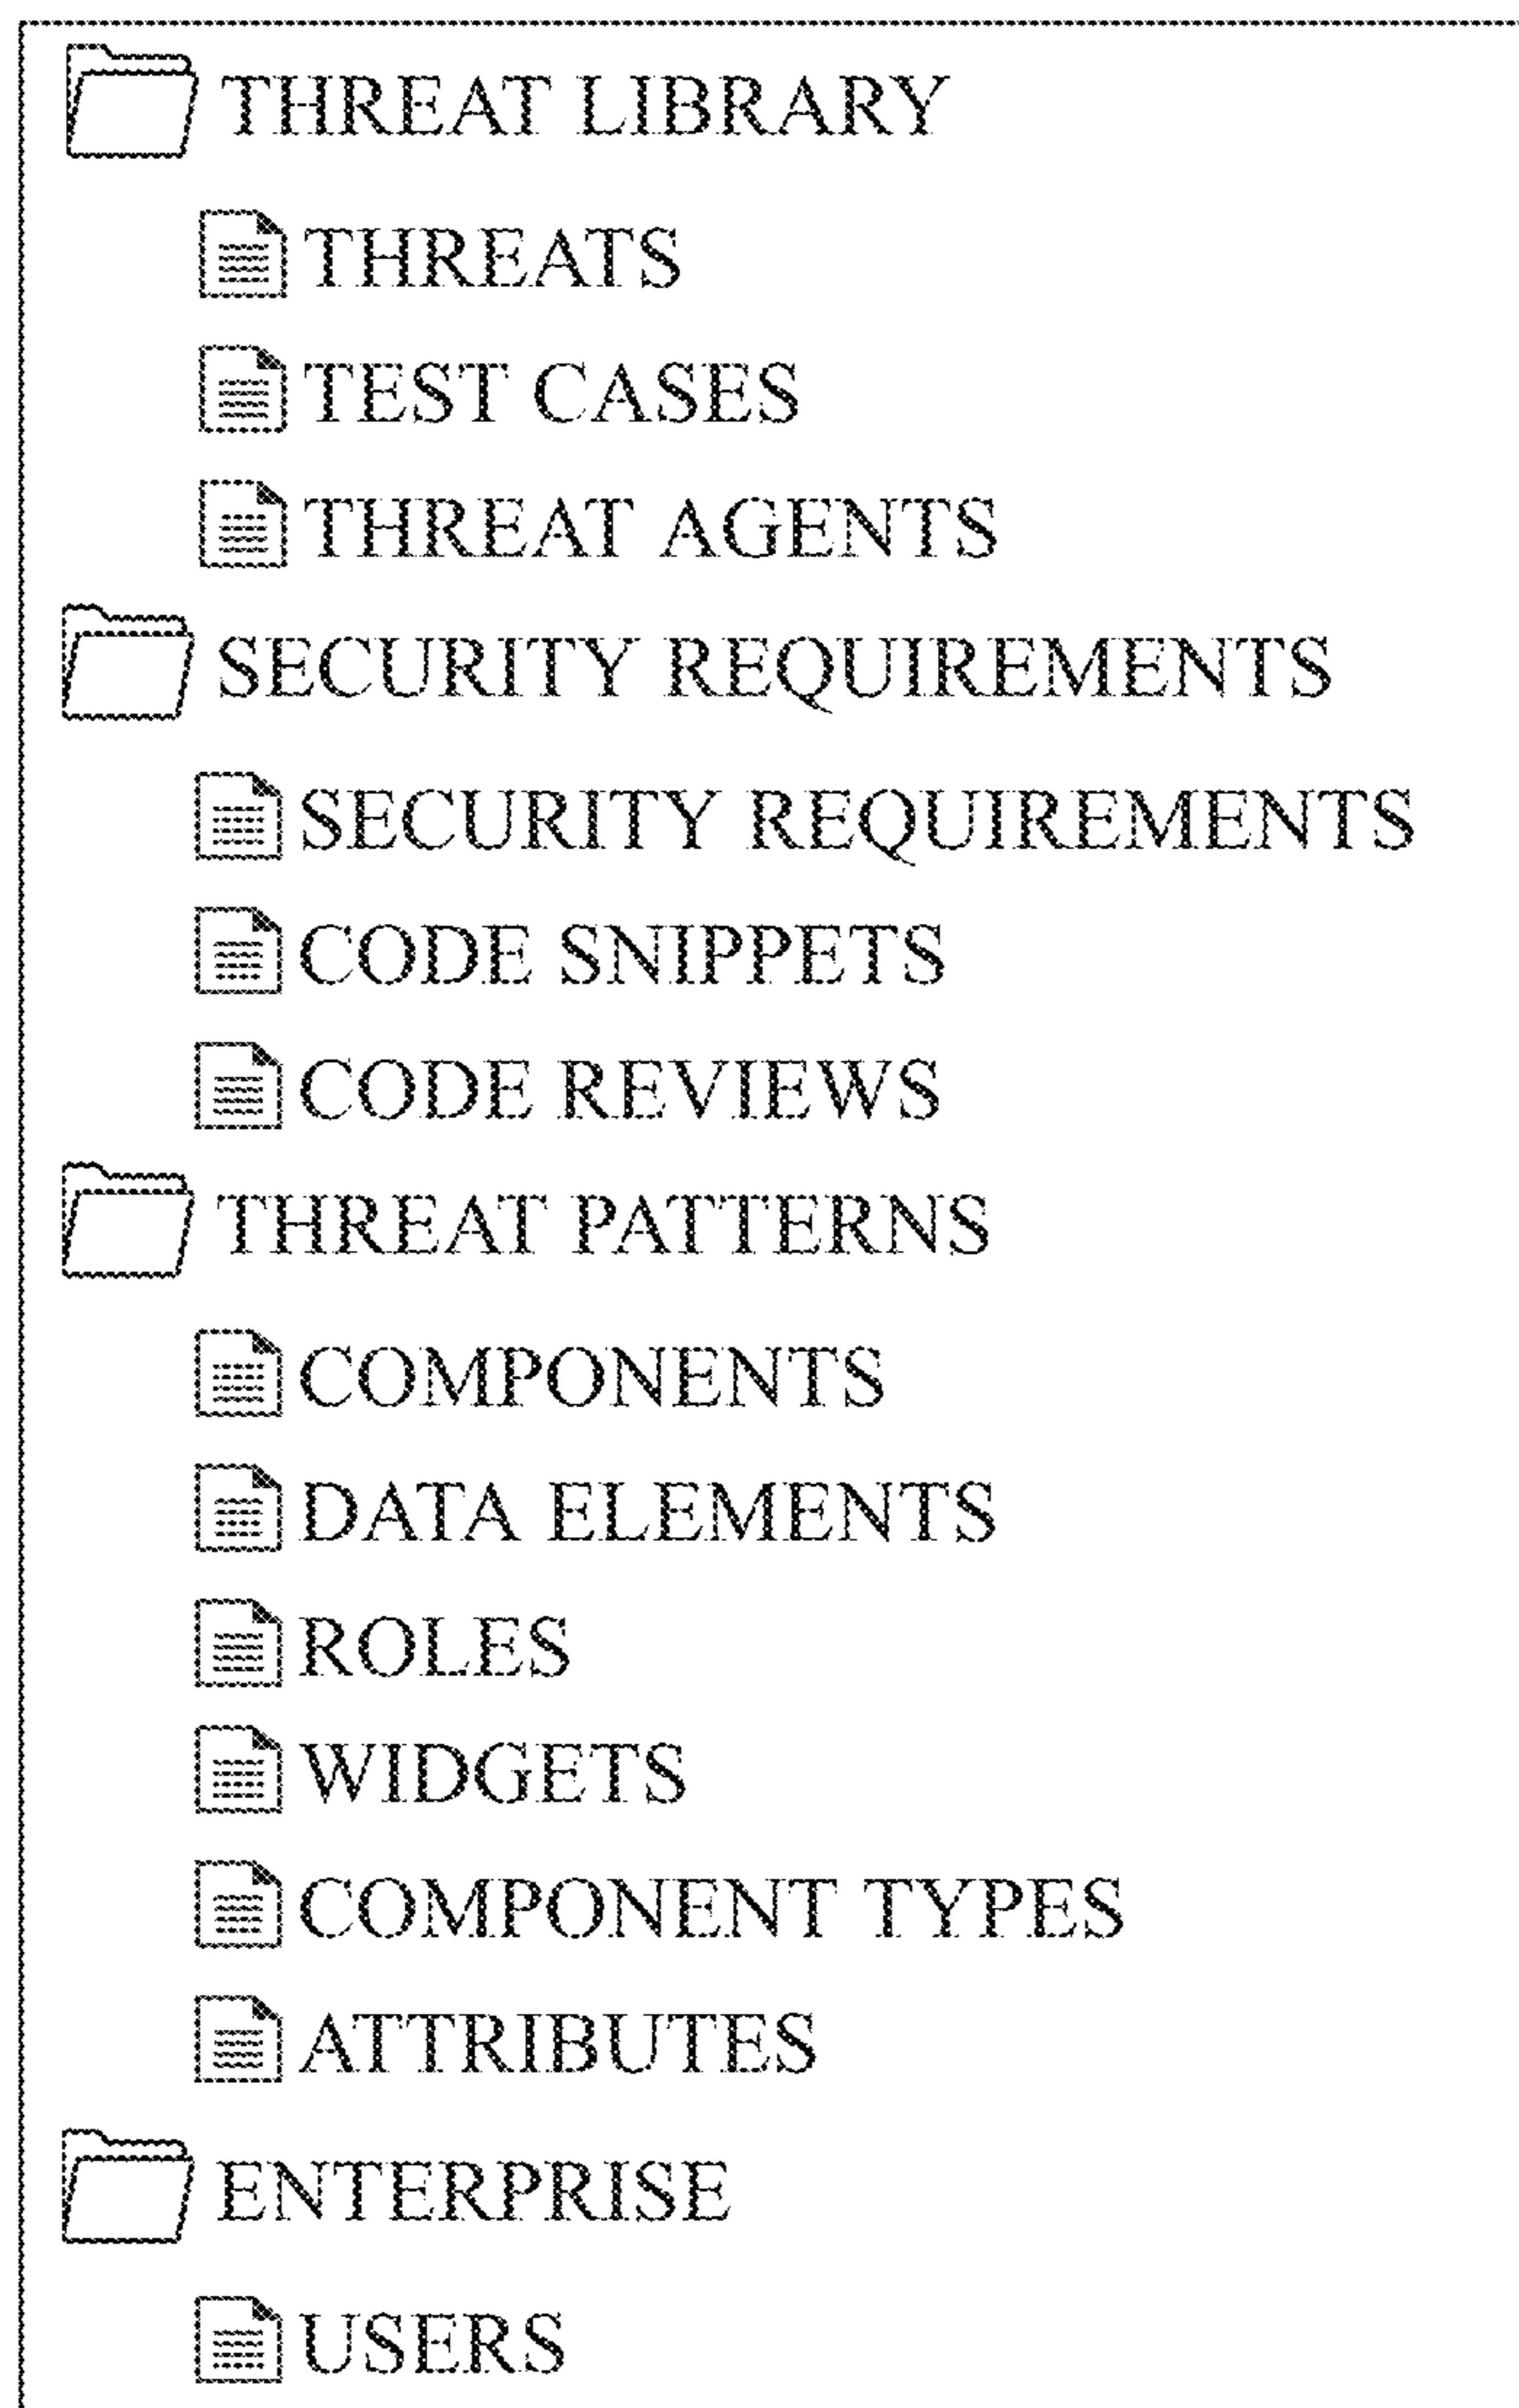 THREAT LIBRARY
THREATS
TEST CASES
THREAT AGENTS
SECURITY REQUIREMENTS
SECURITY REQUIREMENTS
CODE SNIPPETS
CODE REVIEWS
THREAT PATTERNS
COMPONENTS
DATA ELEMENTS
ROLES
WIDGETS
COMPONENT TYPES
ATTRIBUTES
ENTERPRISE
USERS